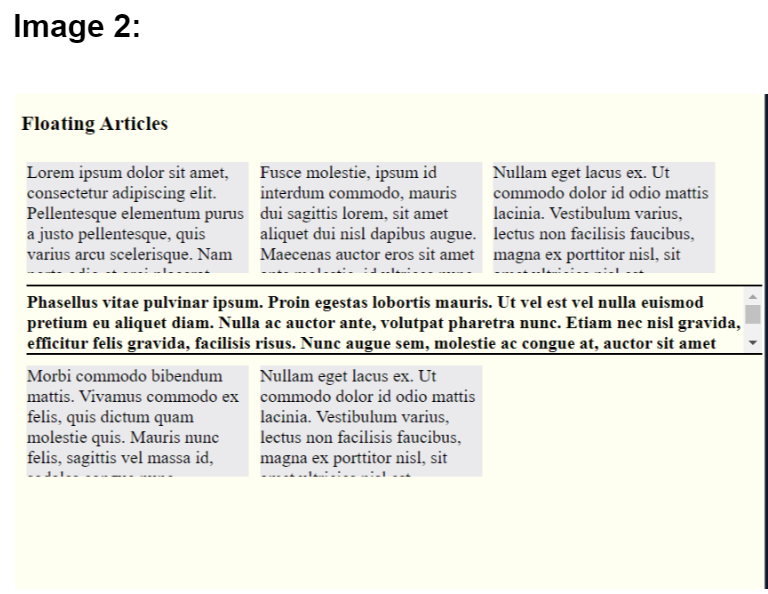 Image 2:
Floating Articles
Lorem ipsum dolor sit amet,
consectetur adipiscing elit.
Pellentesque elementum purus
a justo pellentesque, quis
varius arcu scelerisque. Nam
Fusce molestie, ipsum id
interdum commodo, mauris
dui sagittis lorem, sit amet
aliquet dui nisl dapibus augue.
Maecenas auctor eros sit amet
Nullam eget lacus ex. Ut
commodo dolor id odio mattis
lacinia. Vestibulum varius,
lectus non facilisis faucibus,
magna ex porttitor nisl, sit
Phasellus vitae pulvinar ipsum. Proin egestas lobortis mauris. Ut vel est vel nulla euismod
pretium eu aliquet diam. Nulla ac auctor ante, volutpat pharetra nunc. Etiam nec nisl gravida,
efficitur felis gravida, facilisis risus. Nunc augue sem, molestie ac congue at, auctor sit amet
Morbi commodo bibendum
mattis. Vivamus commodo ex
felis, quis dictum quam
molestie quis. Mauris nunc
felis, sagittis vel massa id,
Nullam eget lacus ex. Ut
commodo dolor id odio mattis
lacinia. Vestibulum varius,
lectus non facilisis faucibus,
magna ex porttitor nisl, sit